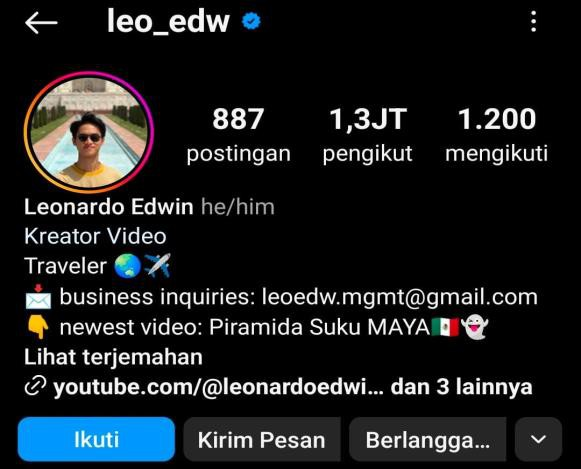 leo_edw
887 1,3JT 1.200
postingan pengikut mengikuti
Leonardo Edwin he/him
Kreator Video
Traveler 🌏✈️
📩 business inquiries: leoedw.mgmt@gmail.com
👇 newest video: Piramida Suku MAYA🇲🇽👻
Lihat terjemahan
youtube.com/@leonardoedwi... dan 3 lainnya
Ikuti Kirim Pesan Berlangga...